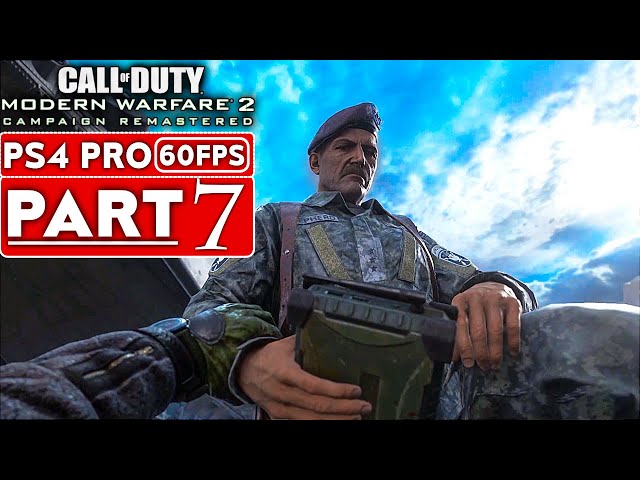 CALL OF DUTY
MODERN WARFARE® 2
CAMPAIGN REMASTERED
PS4 PRO 60FPS
PART 7